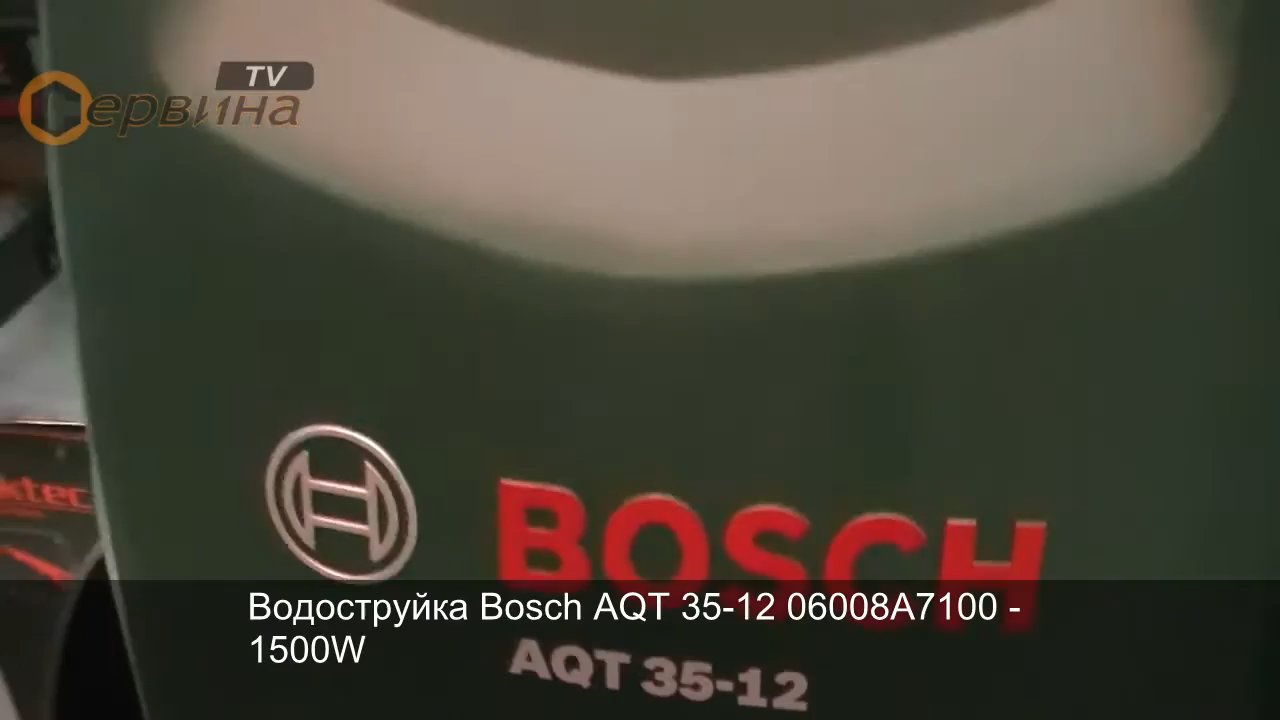 TV
Сервина
BOSCH
Водоструйка Bosch AQT 35-12 06008A7100 -
1500W
AQT 35-12